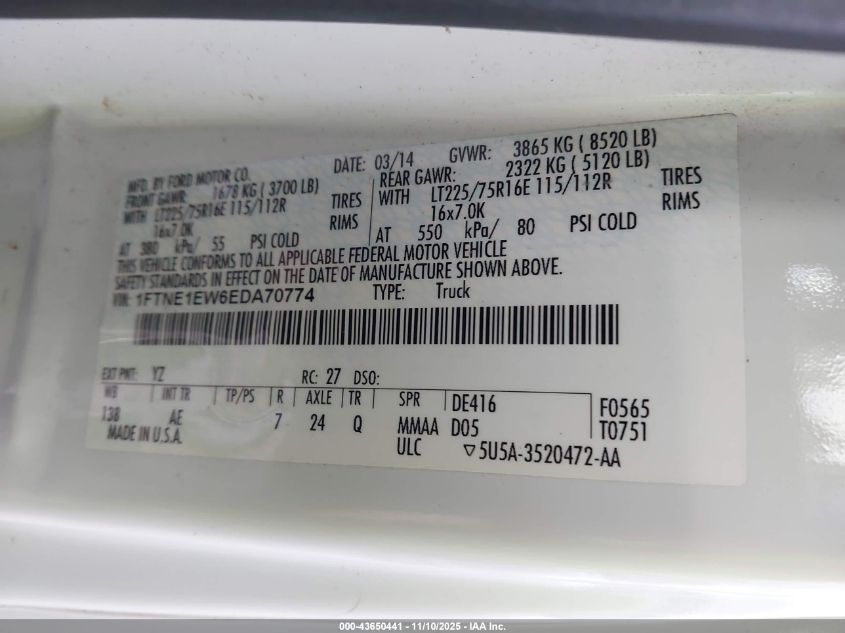 MFD. BY FORD MOTOR CO.
DATE: 03/14 GVWR: 3865 KG ( 8520 LB)
FRONT GAWR: 1678 KG ( 3700 LB)
WITH LT225/75R16E 115/112R TIRES
16x7.0K RIMS
AT 380 kPa/ 55 PSI COLD
REAR GAWR: 2322 KG ( 5120 LB)
WITH LT225/75R16E 115/112R TIRES
16x7.0K RIMS
AT 550 kPa/ 80 PSI COLD
THIS VEHICLE CONFORMS TO ALL APPLICABLE FEDERAL MOTOR VEHICLE
SAFETY STANDARDS IN EFFECT ON THE DATE OF MANUFACTURE SHOWN ABOVE.
VIN: 1FTNE1EW6EDA70774 TYPE: Truck
EXT PNT: YZ RC: 27 DSO:
WB INT TR TP/PS R AXLE TR SPR DE416 F0565
138 AE 7 24 Q MMAA D05 T0751
MADE IN U.S.A. ULC ▽5U5A-3520472-AA
000-43650441 - 11/10/2025 - IAA Inc.